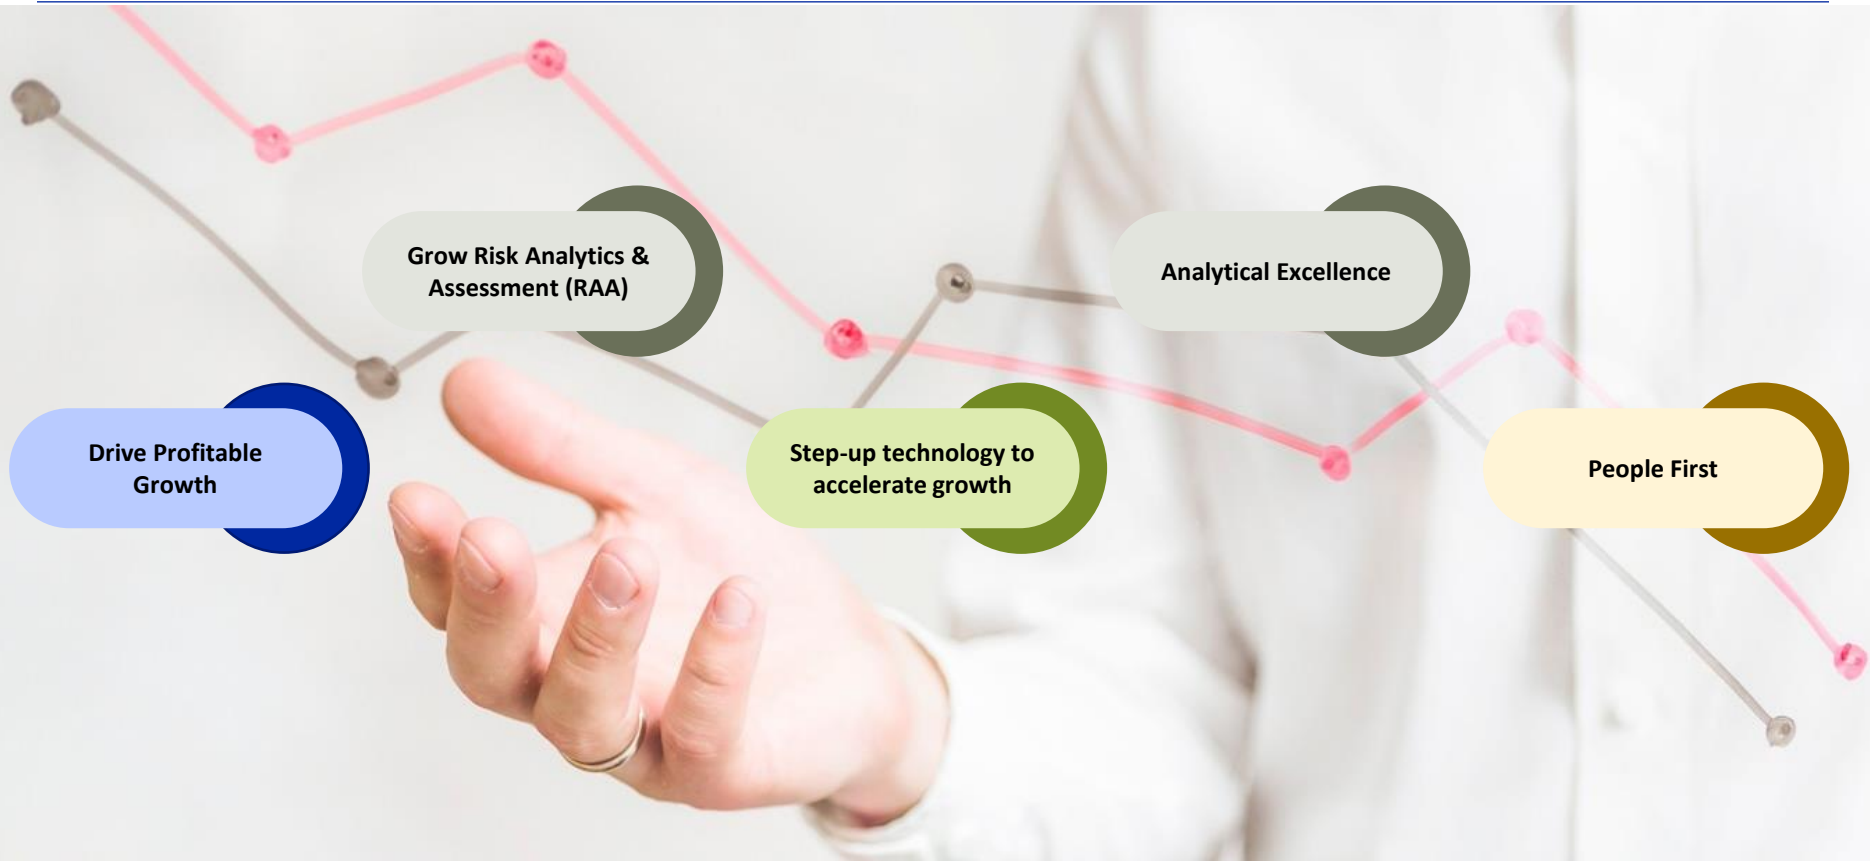 Drive Profitable
Growth
Grow Risk Analytics &
Assessment (RAA)
Step-up technology to
accelerate growth
Analytical Excellence
People First